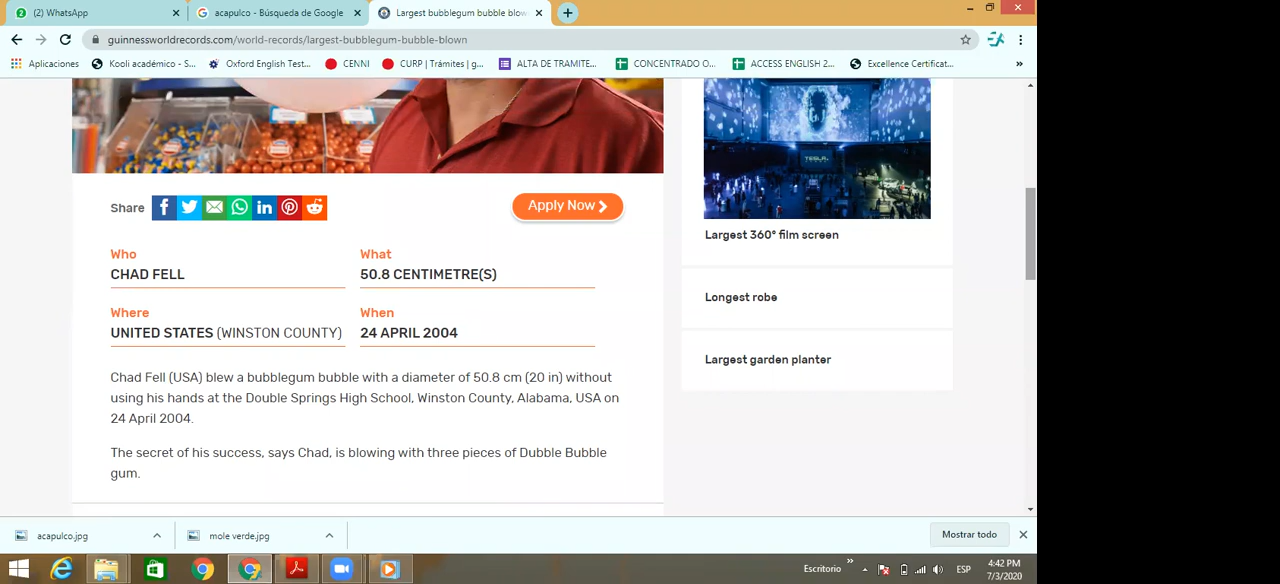 (2) WhatsApp
acapulco - Búsqueda de Google
Largest bubblegum bubble blow
guinnessworldrecords.com/world-records/largest-bubblegum-bubble-blown
Aplicaciones
Kooli académico - S...
Oxford English Test...
CENNI
CURP | Trámites | g...
ALTA DE TRAMITE...
CONCENTRADO O...
ACCESS ENGLISH 2...
Excellence Certificat...
»
TESLA
Share
Apply Now
Largest 360° film screen
Who
What
CHAD FELL
50.8 CENTIMETRE(S)
Longest robe
Where
When
UNITED STATES (WINSTON COUNTY)
24 APRIL 2004
Largest garden planter
Chad Fell (USA) blew a bubblegum bubble with a diameter of 50.8 cm (20 in) without
using his hands at the Double Springs High School, Winston County, Alabama, USA on
24 April 2004.
The secret of his success, says Chad, is blowing with three pieces of Dubble Bubble
gum.
acapulco.jpg
mole verde.jpg
Mostrar todo
Escritorio
»
ESP
4:42 PM
7/3/2020